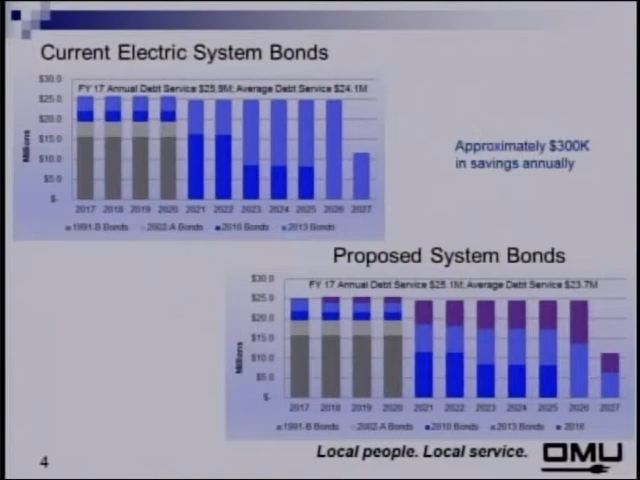 Current Electric System Bonds
FY 17 Annual Debt Service $25.9M; Average Debt Service $24.1M
$30.0
$25.0
$20.0
$15.0
$10.0
$5.0
$-
Millions
2017 2018 2019 2020 2021 2022 2023 2024 2025 2026 2027
1991-B Bonds 2002-A Bonds 2010 Bonds 2013 Bonds
Approximately $300K
in savings annually
Proposed System Bonds
FY 17 Annual Debt Service $25.1M; Average Debt Service $23.7M
$30.0
$25.0
$20.0
$15.0
$10.0
$5.0
$-
Millions
2017 2018 2019 2020 2021 2022 2023 2024 2025 2026 2027
1991-B Bonds 2002-A Bonds 2010 Bonds 2013 Bonds 2016
Local people. Local service.
OMU
4